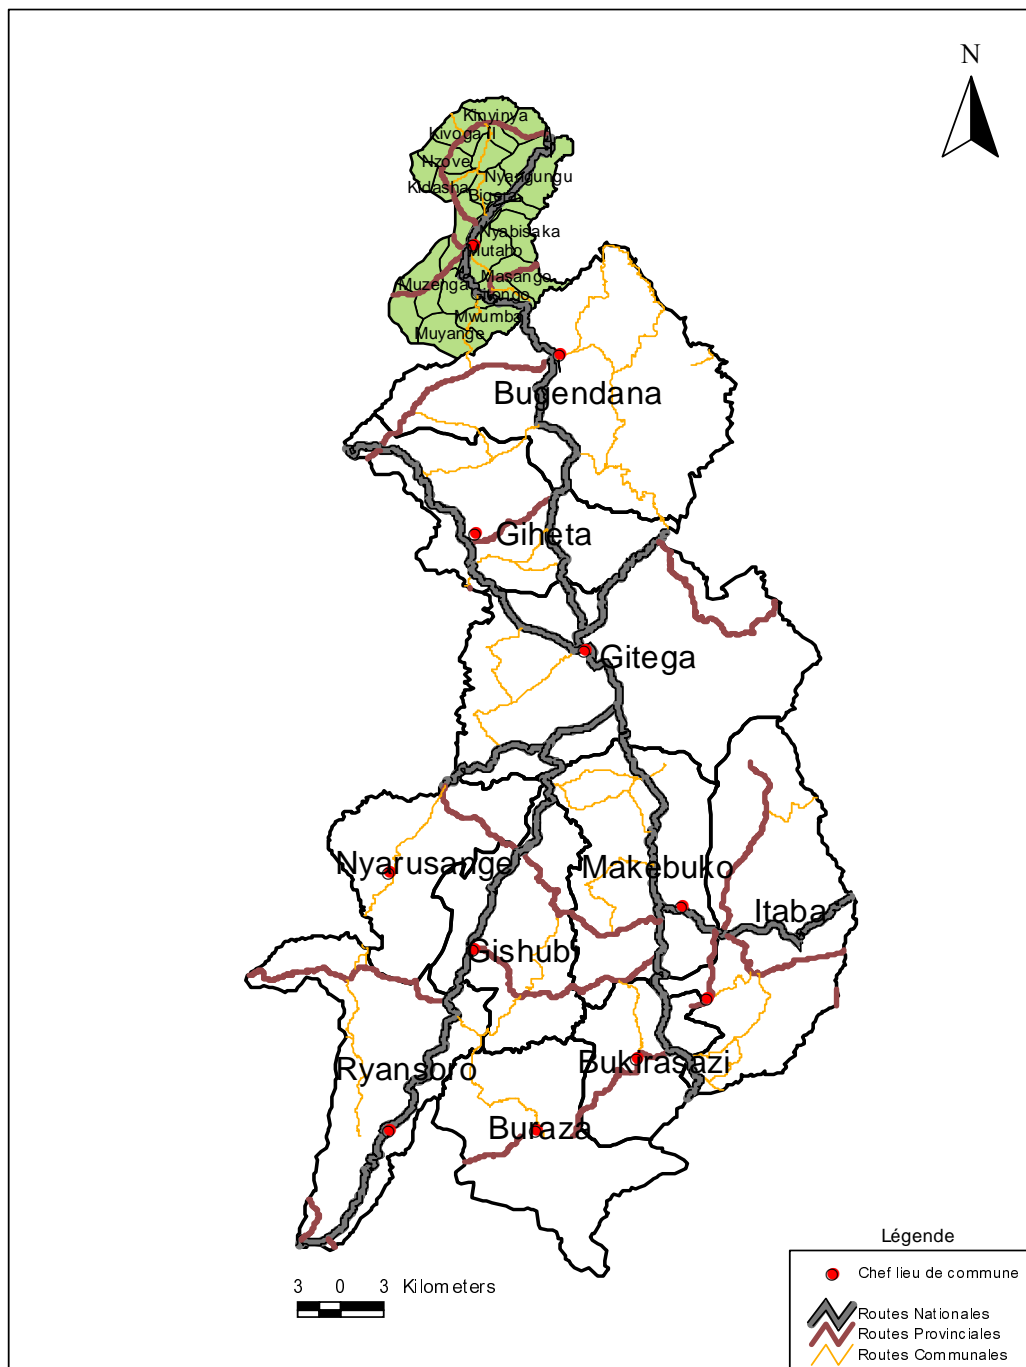 N
Kinyinya
Kivoga II
Nzove
Nyangungu
Kidasha
Bigera
Nyabisaka
Mutaho
Masango
Muzenga
Gitongo
Mwumba
Muyange
Bugendana
Giheta
Gitega
Nyarusange
Makebuko
Itaba
Gishubi
Bukirasazi
Ryansoro
Buraza
Légende
Chef lieu de commune
3 0 3 Kilometers
Routes Nationales
Routes Provinciales
Routes Communales